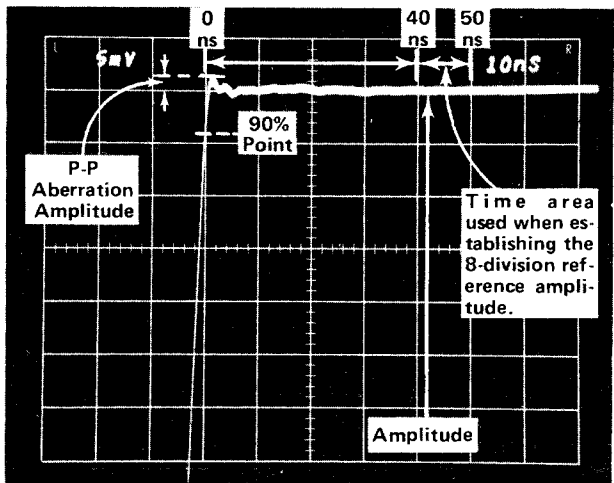 0
ns
40
ns
50
ns
L
R
5mV
10nS
90%
Point
P-P
Aberration
Amplitude
Time area
used when es-
tablishing the
8-division ref-
erence ampli-
tude.
Amplitude